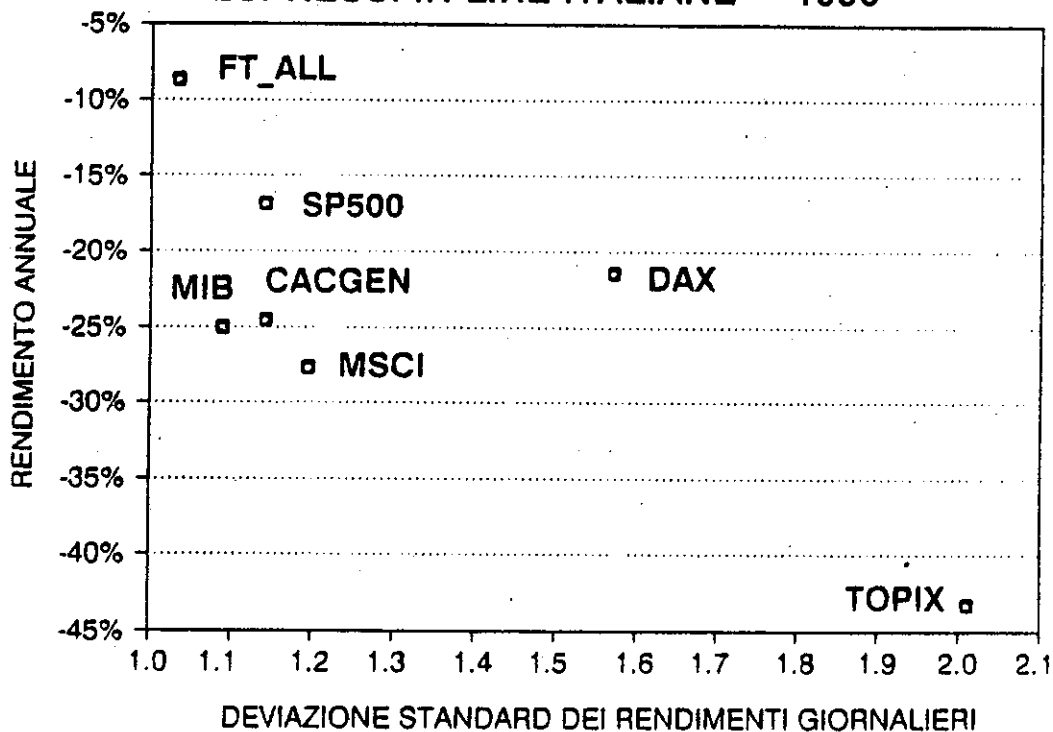 -5%
FT_ALL
-10%
-15%
SP500
-20%
MIB
CACGEN
DAX
-25%
MSCI
-30%
-35%
-40%
TOPIX
-45%
1.0 1.1 1.2 1.3 1.4 1.5 1.6 1.7 1.8 1.9 2.0 2.1
RENDIMENTO ANNUALE
DEVIAZIONE STANDARD DEI RENDIMENTI GIORNALIERI